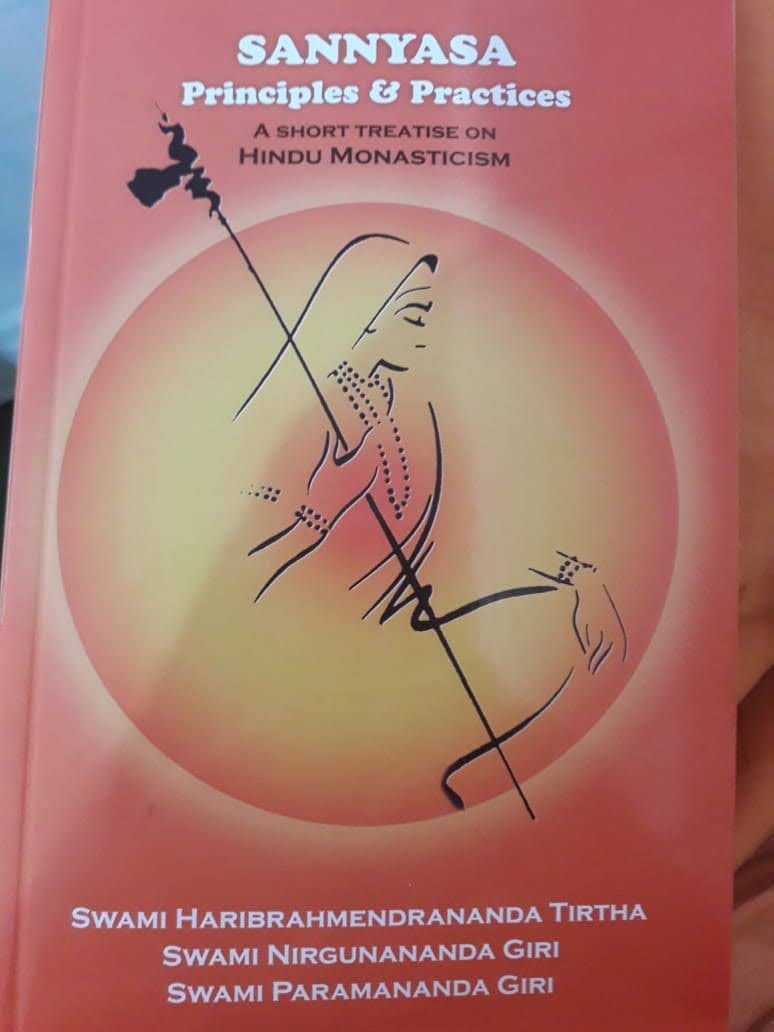 SANNYASA
Principles & Practices
A SHORT TREATISE ON
HINDU MONASTICISM
SWAMI HARIBRAHMENDRANANDA TIRTHA
SWAMI NIRGUNANANDA GIRI
SWAMI PARAMANANDA GIRI